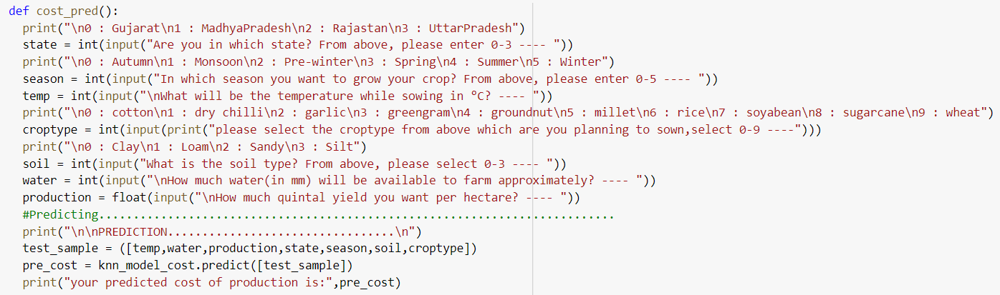 def cost_pred():
  print("\n0 : Gujarat\n1 : MadhyaPradesh\n2 : Rajastan\n3 : UttarPradesh")
  state = int(input("Are you in which state? From above, please enter 0-3 ---- "))
  print("\n0 : Autumn\n1 : Monsoon\n2 : Pre-winter\n3 : Spring\n4 : Summer\n5 : Winter")
  season = int(input("In which season you want to grow your crop? From above, please enter 0-5 ---- "))
  temp = int(input("\nWhat will be the temperature while sowing in °C? ---- "))
  print("\n0 : cotton\n1 : dry chilli\n2 : garlic\n3 : greengram\n4 : groundnut\n5 : millet\n6 : rice\n7 : soyabean\n8 : sugarcane\n9 : wheat")
  croptype = int(input(print("please select the croptype from above which are you planning to sown,select 0-9 ----")))
  print("\n0 : Clay\n1 : Loam\n2 : Sandy\n3 : Silt")
  soil = int(input("What is the soil type? From above, please select 0-3 ---- "))
  water = int(input("\nHow much water(in mm) will be available to farm approximately? ---- "))
  production = float(input("\nHow much quintal yield you want per hectare? ---- "))
  #Predicting...........................................................................
  print("\n\nPREDICTION.................................\n")
  test_sample = ([temp,water,production,state,season,soil,croptype])
  pre_cost = knn_model_cost.predict([test_sample])
  print("your predicted cost of production is:",pre_cost)